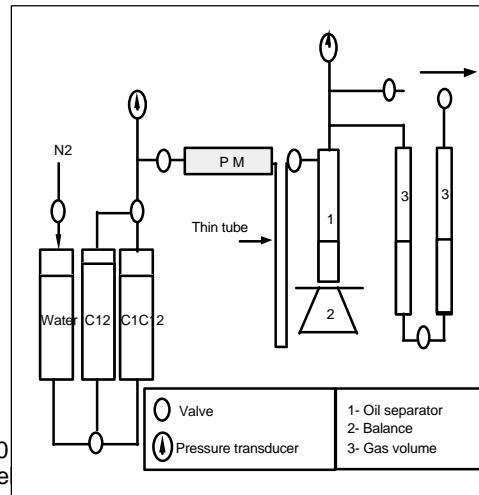 N2
P M
Thin tube
1
3
3
2
Water
C12
C1C12
Valve
Pressure transducer
1- Oil separator
2- Balance
3- Gas volume
0